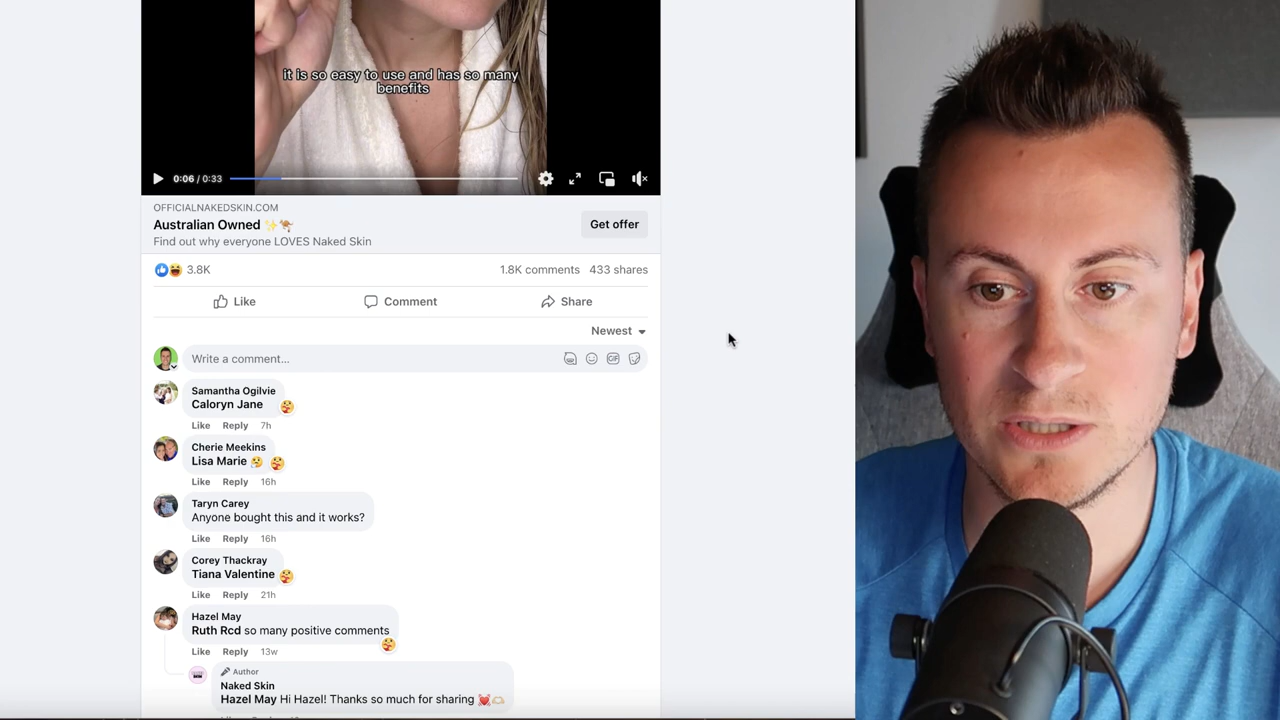 it is so easy to use and has so many
benefits
0:06 / 0:33
OFFICIALNAKEDSKIN.COM
Australian Owned ✨🪃
Find out why everyone LOVES Naked Skin
Get offer
3.8K
1.8K comments 433 shares
Like Comment Share
Newest
Write a comment...
GIF
Samantha Ogilvie
Caloryn Jane
Like Reply 7h
Cherie Meekins
Lisa Marie 🤔
Like Reply 16h
Taryn Carey
Anyone bought this and it works?
Like Reply 16h
Corey Thackray
Tiana Valentine
Like Reply 21h
Hazel May
Ruth Rcd so many positive comments
Like Reply 13w
Author
Naked Skin
Hazel May Hi Hazel! Thanks so much for sharing 💓🫶🏻